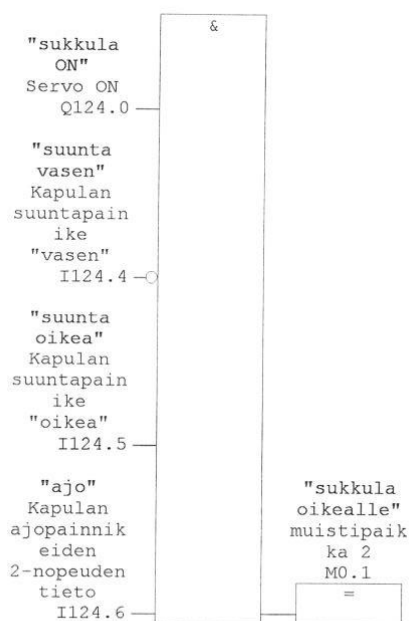 &
"sukkula
ON"
Servo ON
Q124.0
"suunta
vasen"
Kapulan
suuntapain
ike
"vasen"
I124.4
"suunta
oikea"
Kapulan
suuntapain
ike
"oikea"
I124.5
"ajo"
Kapulan
ajopainnik
eiden
2-nopeuden
tieto
I124.6
"sukkula
oikealle"
muistipaik
ka 2
M0.1
=